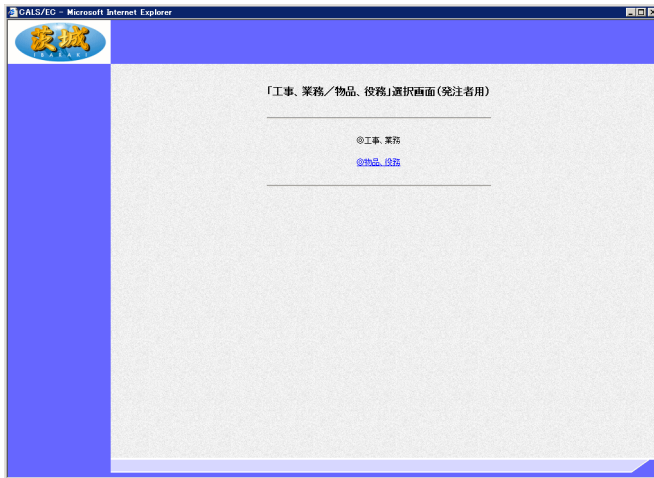 CALS/EC - Microsoft Internet Explorer
茨城
IBARAKI
「工事、業務／物品、役務」選択画面（発注者用）
◎工事、業務
◎物品、役務